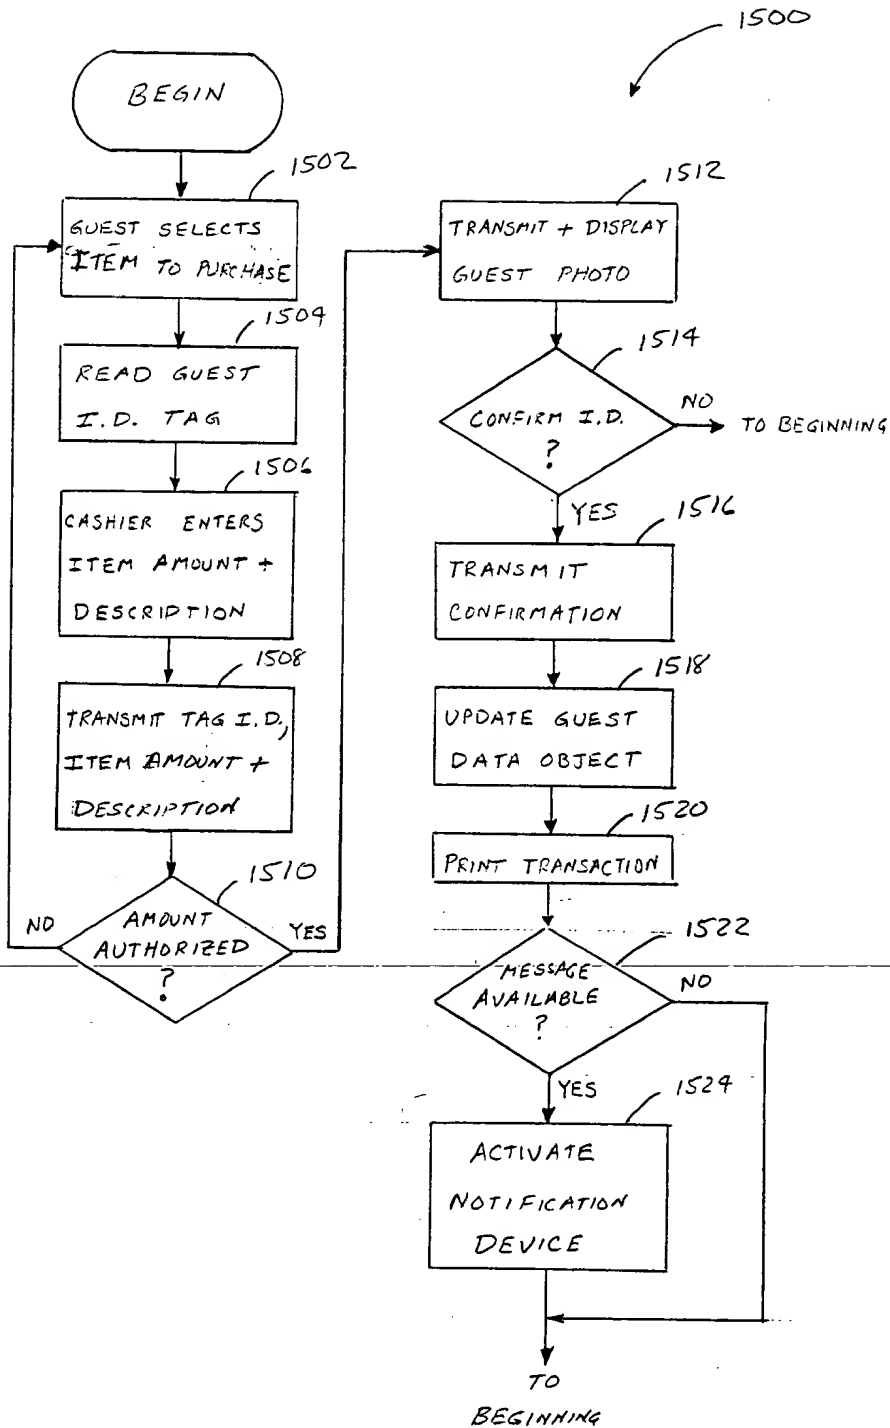 1500
BEGIN
1502
GUEST SELECTS
ITEM TO PURCHASE
1504
READ GUEST
I.D. TAG
1506
CASHIER ENTERS
ITEM AMOUNT +
DESCRIPTION
1508
TRANSMIT TAG I.D.,
ITEM AMOUNT +
DESCRIPTION
1510
AMOUNT
AUTHORIZED
?
NO
YES
1512
TRANSMIT + DISPLAY
GUEST PHOTO
1514
CONFIRM I.D.
?
NO
TO BEGINNING
YES
1516
TRANSMIT
CONFIRMATION
1518
UPDATE GUEST
DATA OBJECT
1520
PRINT TRANSACTION
1522
MESSAGE
AVAILABLE
?
NO
YES
1524
ACTIVATE
NOTIFICATION
DEVICE
TO
BEGINNING